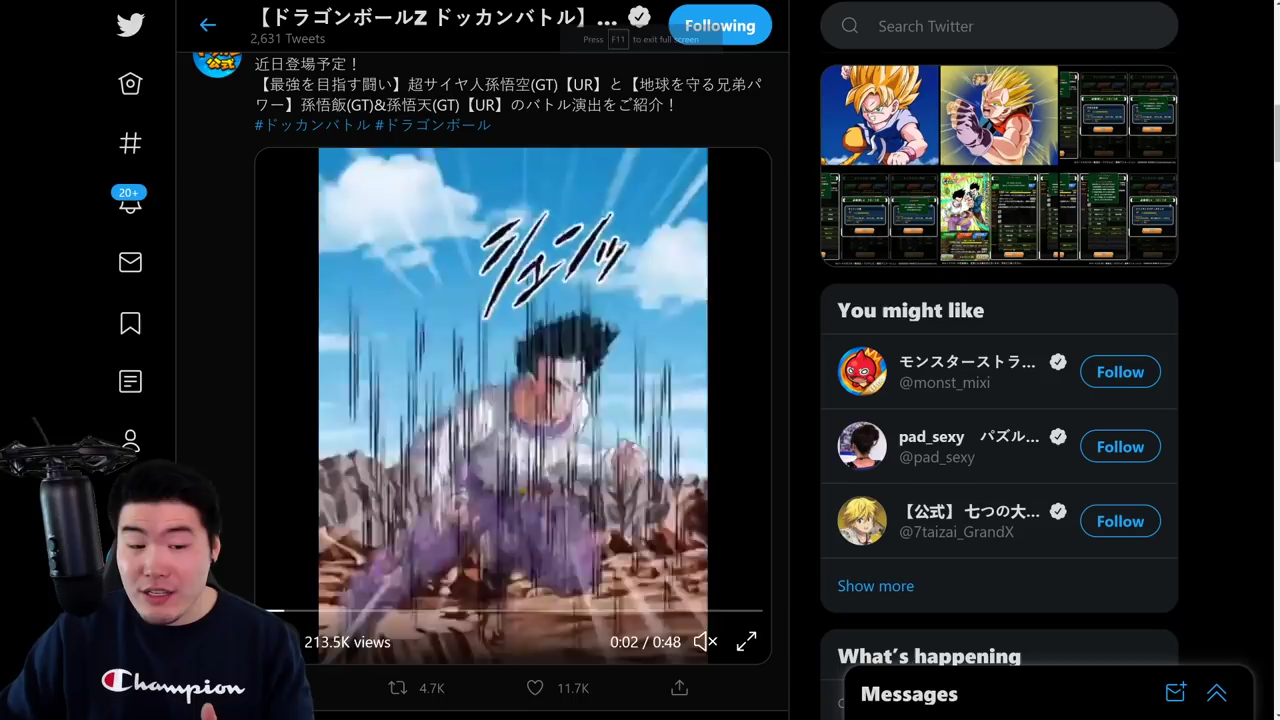 【ドラゴンボールZ ドッカンバトル】...
2,631 Tweets
Following
Press F11 to exit full screen
Search Twitter
近日登場予定！
【最強を目指す闘い】超サイヤ人孫悟空(GT)【UR】と【地球を守る兄弟パ
ワー】孫悟飯(GT)&孫悟天(GT)【UR】のバトル演出をご紹介！
#ドッカンバトル #ドラゴンボール
20+
シュンッ
213.5K views
0:02 / 0:48
4.7K
11.7K
Champion
You might like
モンスターストラ...
@monst_mixi
Follow
pad_sexy パズル...
@pad_sexy
Follow
【公式】七つの大...
@7taizai_GrandX
Follow
Show more
What's happening
Messages